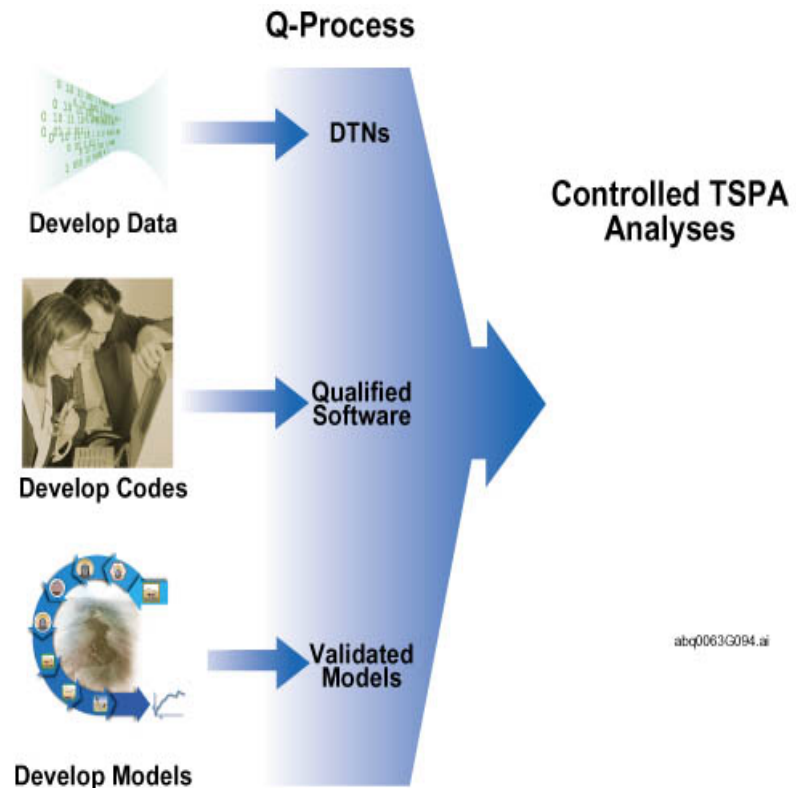 Q-Process
DTNs
Develop Data
Controlled TSPA
Analyses
Qualified
Software
Develop Codes
Validated
Models
abq0063G094.ai
Develop Models